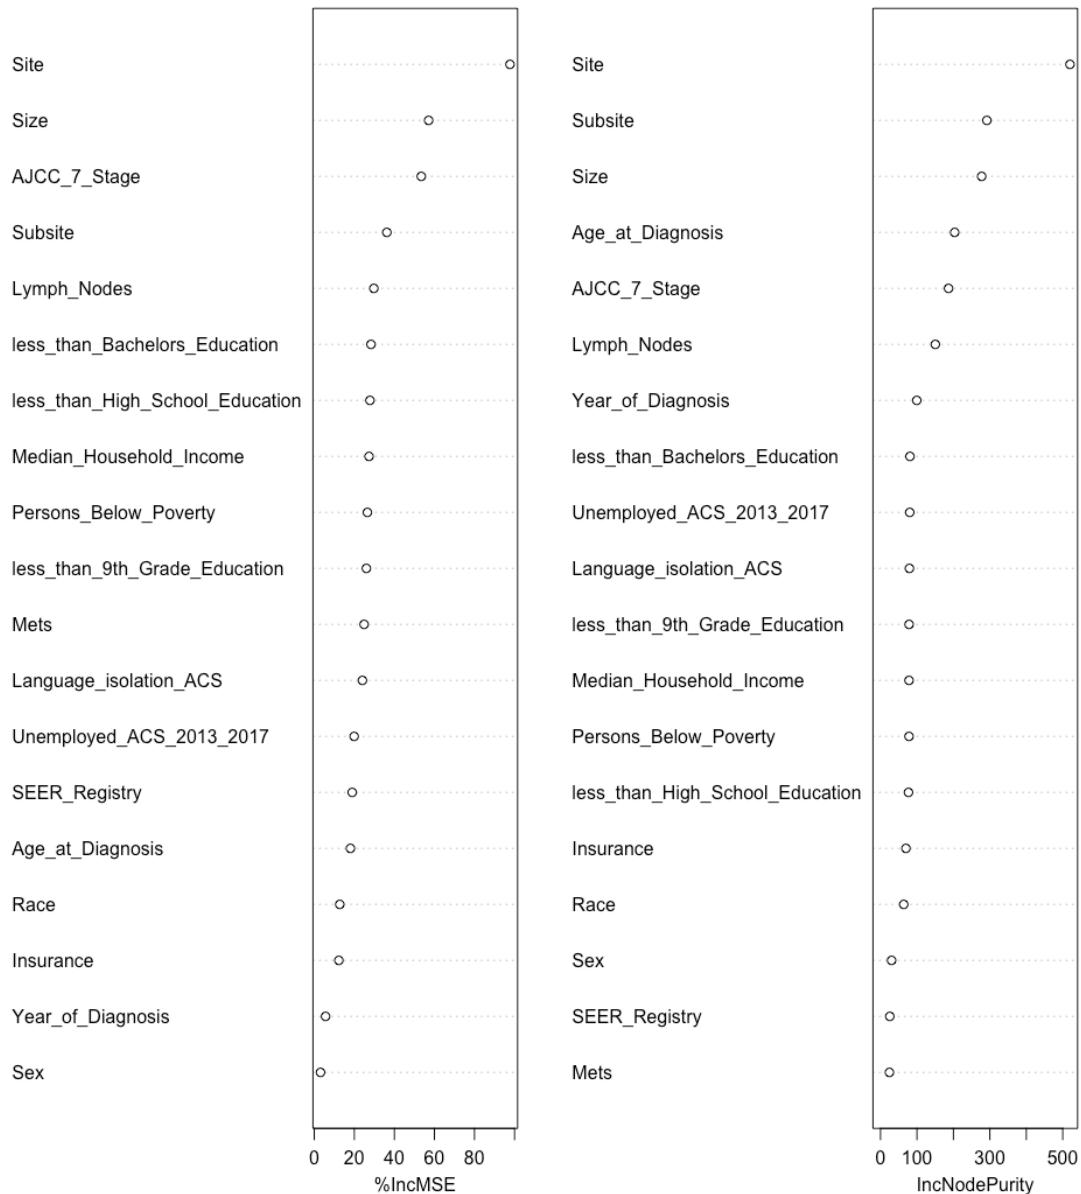 Site
Size
AJCC_7_Stage
Subsite
Lymph_Nodes
less_than_Bachelors_Education
less_than_High_School_Education
Median_Household_Income
Persons_Below_Poverty
less_than_9th_Grade_Education
Mets
Language_isolation_ACS
Unemployed_ACS_2013_2017
SEER_Registry
Age_at_Diagnosis
Race
Insurance
Year_of_Diagnosis
Sex
0 20 40 60 80
%IncMSE
Site
Subsite
Size
Age_at_Diagnosis
AJCC_7_Stage
Lymph_Nodes
Year_of_Diagnosis
less_than_Bachelors_Education
Unemployed_ACS_2013_2017
Language_isolation_ACS
less_than_9th_Grade_Education
Median_Household_Income
Persons_Below_Poverty
less_than_High_School_Education
Insurance
Race
Sex
SEER_Registry
Mets
0 100 300 500
IncNodePurity